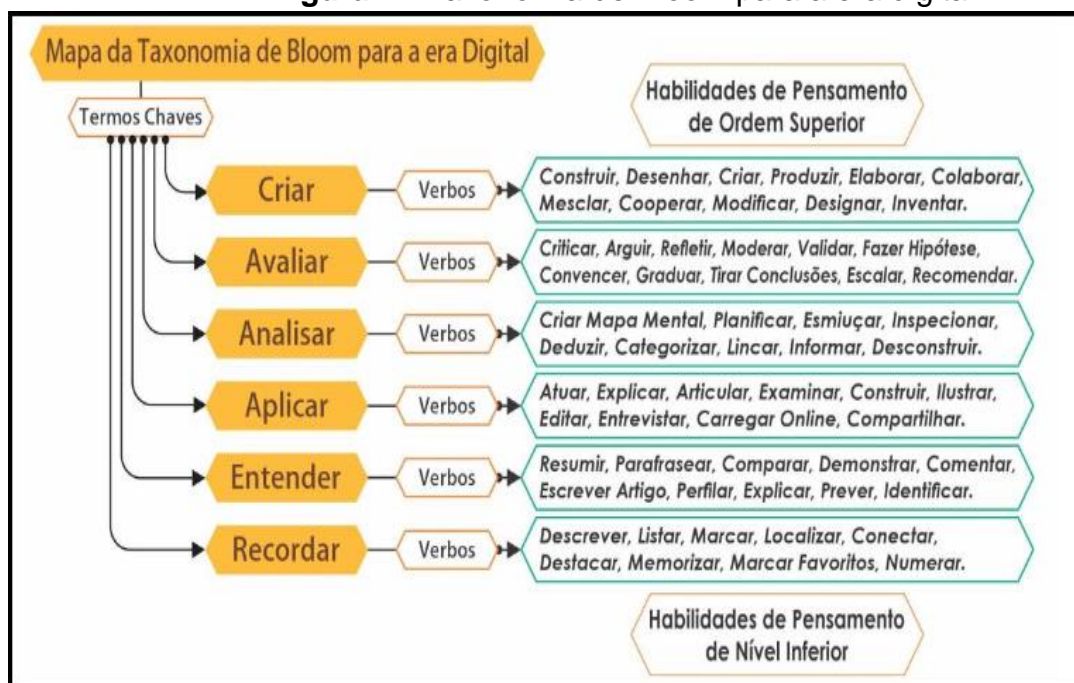 Mapa da Taxonomia de Bloom para a era Digital
Termos Chaves
Habilidades de Pensamento
de Ordem Superior
Criar
Verbos
Construir, Desenhar, Criar, Produzir, Elaborar, Colaborar,
Mesclar, Cooperar, Modificar, Designar, Inventar.
Avaliar
Verbos
Criticar, Arguir, Refletir, Moderar, Validar, Fazer Hipótese,
Convencer, Graduar, Tirar Conclusões, Escalar, Recomendar.
Analisar
Verbos
Criar Mapa Mental, Planificar, Esmiuçar, Inspecionar,
Deduzir, Categorizar, Lincar, Informar, Desconstruir.
Aplicar
Verbos
Atuar, Explicar, Articular, Examinar, Construir, Ilustrar,
Editar, Entrevistar, Carregar Online, Compartilhar.
Entender
Verbos
Resumir, Parafrasear, Comparar, Demonstrar, Comentar,
Escrever Artigo, Perfilar, Explicar, Prever, Identificar.
Recordar
Verbos
Descrever, Listar, Marcar, Localizar, Conectar,
Destacar, Memorizar, Marcar Favoritos, Numerar.
Habilidades de Pensamento
de Nível Inferior